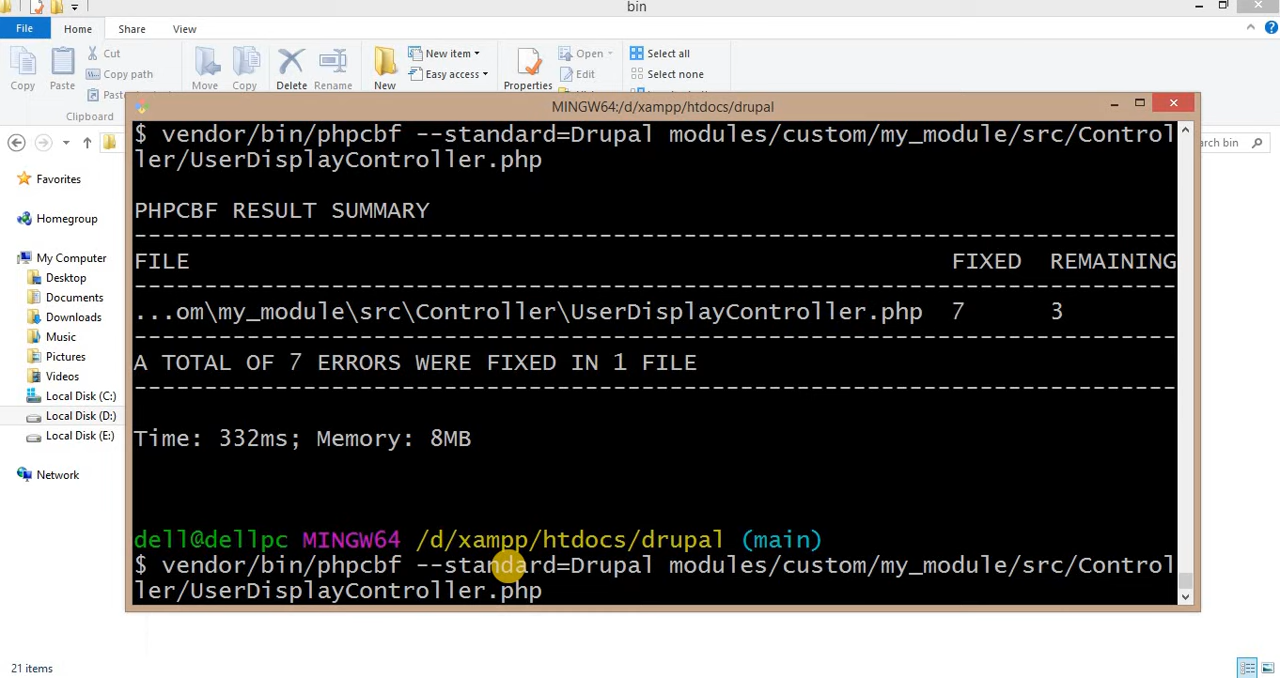 bin
File
Home
Share
View
Copy
Paste
Cut
Copy path
Past
Clipboard
Move
Copy
Delete
Rename
New
New item
Easy access
Properties
Open
Edit
Select all
Select none
MINGW64:/d/xampp/htdocs/drupal
arch bin
Favorites
Homegroup
My Computer
Desktop
Documents
Downloads
Music
Pictures
Videos
Local Disk (C:)
Local Disk (D:)
Local Disk (E:)
Network
$ vendor/bin/phpcbf --standard=Drupal modules/custom/my_module/src/Control
ler/UserDisplayController.php
PHPCBF RESULT SUMMARY
--------------------------------------------------------------------------
FILE FIXED REMAINING
--------------------------------------------------------------------------
...om\my_module\src\Controller\UserDisplayController.php 7 3
--------------------------------------------------------------------------
A TOTAL OF 7 ERRORS WERE FIXED IN 1 FILE
--------------------------------------------------------------------------
Time: 332ms; Memory: 8MB
dell@dellpc MINGW64 /d/xampp/htdocs/drupal (main)
$ vendor/bin/phpcbf --standard=Drupal modules/custom/my_module/src/Control
ler/UserDisplayController.php
21 items